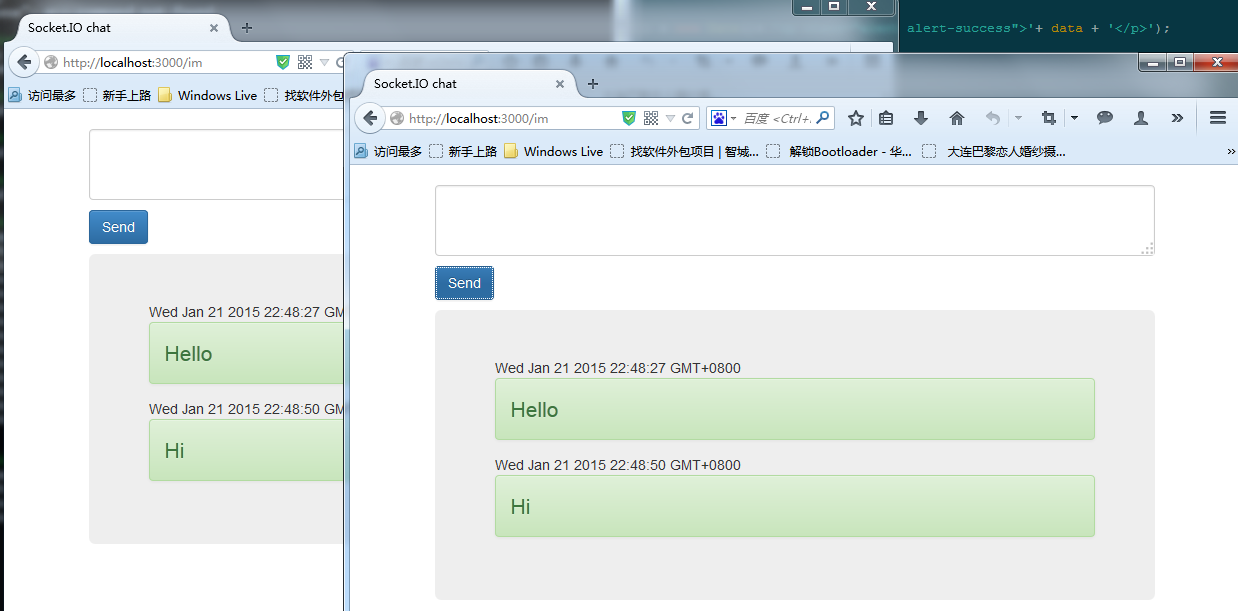 Socket.IO chat
http://localhost:3000/im
访问最多 新手上路 Windows Live 找软件外包
Send
Wed Jan 21 2015 22:48:27 GM
Hello
Wed Jan 21 2015 22:48:50 GM
Hi
alert-success">'+ data + '</p>');
Socket.IO chat
http://localhost:3000/im 百度 <Ctrl+.
访问最多 新手上路 Windows Live 找软件外包项目 | 智城... 解锁Bootloader - 华... 大连巴黎恋人婚纱摄...
Send
Wed Jan 21 2015 22:48:27 GMT+0800
Hello
Wed Jan 21 2015 22:48:50 GMT+0800
Hi